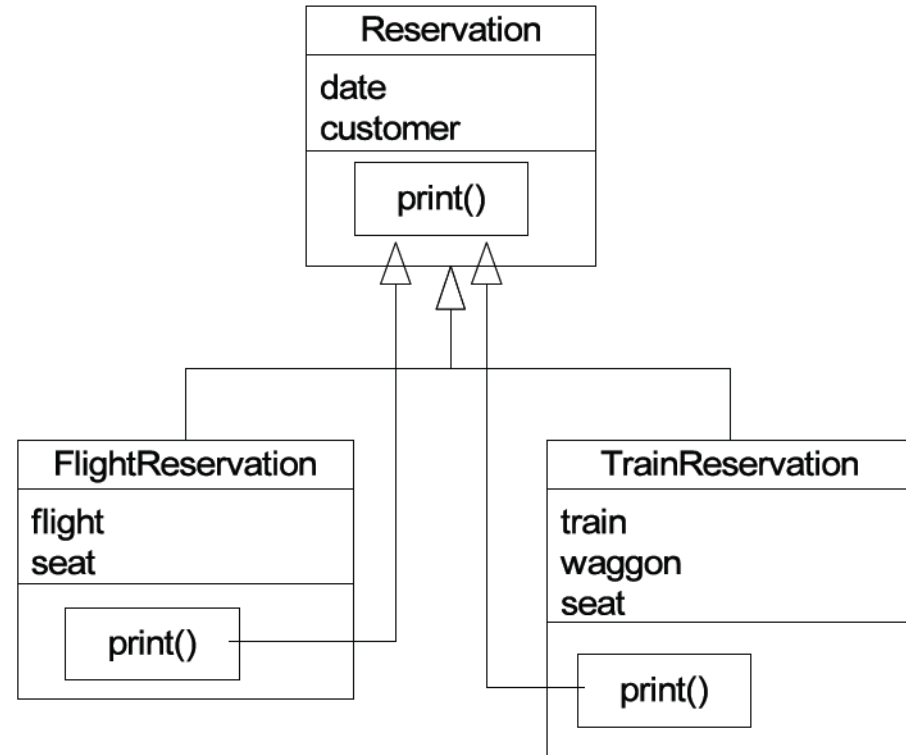 Reservation
date
customer
print()
FlightReservation
flight
seat
print()
TrainReservation
train
waggon
seat
print()